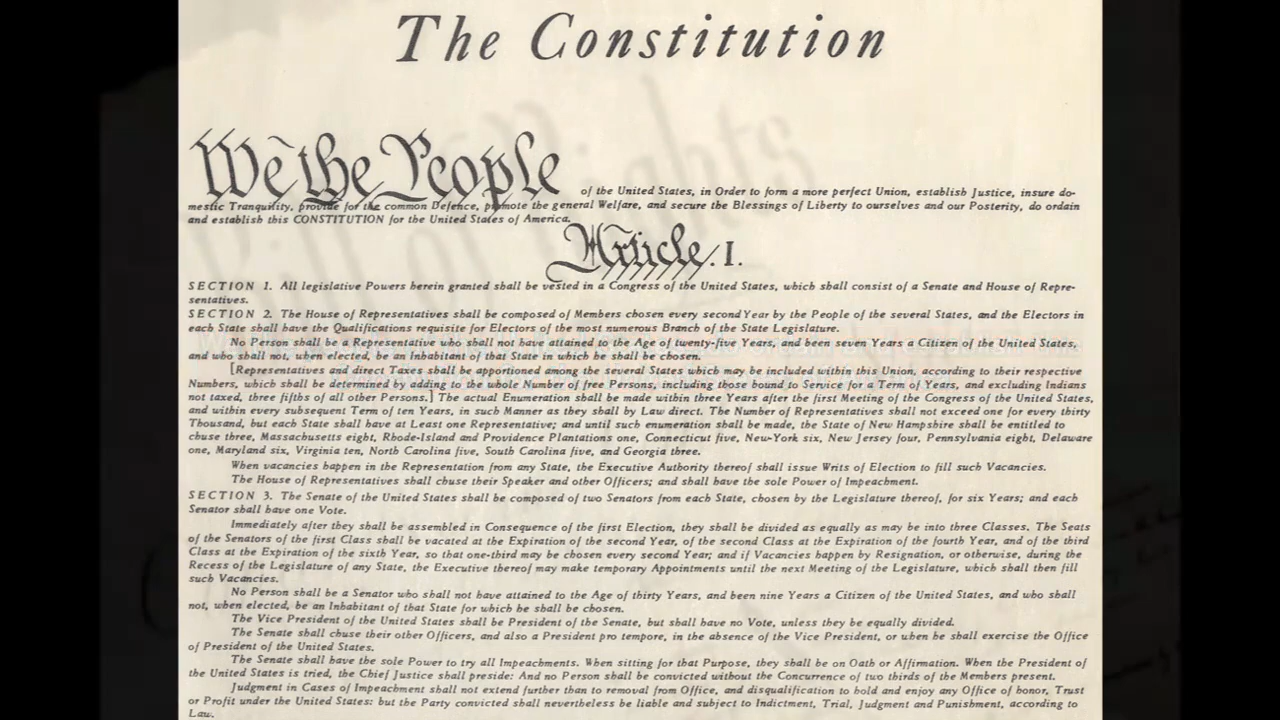 The Constitution
We the People
of the United States, in Order to form a more perfect Union, establish Justice, insure do-
mestic Tranquility, provide for the common Defence, promote the general Welfare, and secure the Blessings of Liberty to ourselves and our Posterity, do ordain
and establish this CONSTITUTION for the United States of America.
Article. I.
SECTION 1. All legislative Powers herein granted shall be vested in a Congress of the United States, which shall consist of a Senate and House of Repre-
sentatives.
SECTION 2. The House of Representatives shall be composed of Members chosen every second Year by the People of the several States, and the Electors in
each State shall have the Qualifications requisite for Electors of the most numerous Branch of the State Legislature.
No Person shall be a Representative who shall not have attained to the Age of twenty-five Years, and been seven Years a Citizen of the United States,
and who shall not, when elected, be an Inhabitant of that State in which he shall be chosen.
[Representatives and direct Taxes shall be apportioned among the several States which may be included within this Union, according to their respective
Numbers, which shall be determined by adding to the whole Number of free Persons, including those bound to Service for a Term of Years, and excluding Indians
not taxed, three fifths of all other Persons.] The actual Enumeration shall be made within three Years after the first Meeting of the Congress of the United States,
and within every subsequent Term of ten Years, in such Manner as they shall by Law direct. The Number of Representatives shall not exceed one for every thirty
Thousand, but each State shall have at Least one Representative; and until such enumeration shall be made, the State of New Hampshire shall be entitled to
chuse three, Massachusetts eight, Rhode-Island and Providence Plantations one, Connecticut five, New-York six, New Jersey four, Pennsylvania eight, Delaware
one, Maryland six, Virginia ten, North Carolina five, South Carolina five, and Georgia three.
When vacancies happen in the Representation from any State, the Executive Authority thereof shall issue Writs of Election to fill such Vacancies.
The House of Representatives shall chuse their Speaker and other Officers; and shall have the sole Power of Impeachment.
SECTION 3. The Senate of the United States shall be composed of two Senators from each State, chosen by the Legislature thereof, for six Years; and each
Senator shall have one Vote.
Immediately after they shall be assembled in Consequence of the first Election, they shall be divided as equally as may be into three Classes. The Seats
of the Senators of the first Class shall be vacated at the Expiration of the second Year, of the second Class at the Expiration of the fourth Year, and of the third
Class at the Expiration of the sixth Year, so that one-third may be chosen every second Year; and if Vacancies happen by Resignation, or otherwise, during the
Recess of the Legislature of any State, the Executive thereof may make temporary Appointments until the next Meeting of the Legislature, which shall then fill
such Vacancies.
No Person shall be a Senator who shall not have attained to the Age of thirty Years, and been nine Years a Citizen of the United States, and who shall
not, when elected, be an Inhabitant of that State for which he shall be chosen.
The Vice President of the United States shall be President of the Senate, but shall have no Vote, unless they be equally divided.
The Senate shall chuse their other Officers, and also a President pro tempore, in the absence of the Vice President, or when he shall exercise the Office
of President of the United States.
The Senate shall have the sole Power to try all Impeachments. When sitting for that Purpose, they shall be on Oath or Affirmation. When the President of
the United States is tried, the Chief Justice shall preside: And no Person shall be convicted without the Concurrence of two thirds of the Members present.
Judgment in Cases of Impeachment shall not extend further than to removal from Office, and disqualification to hold and enjoy any Office of honor, Trust
or Profit under the United States: but the Party convicted shall nevertheless be liable and subject to Indictment, Trial, Judgment and Punishment, according to
Law.
Bill of Rights